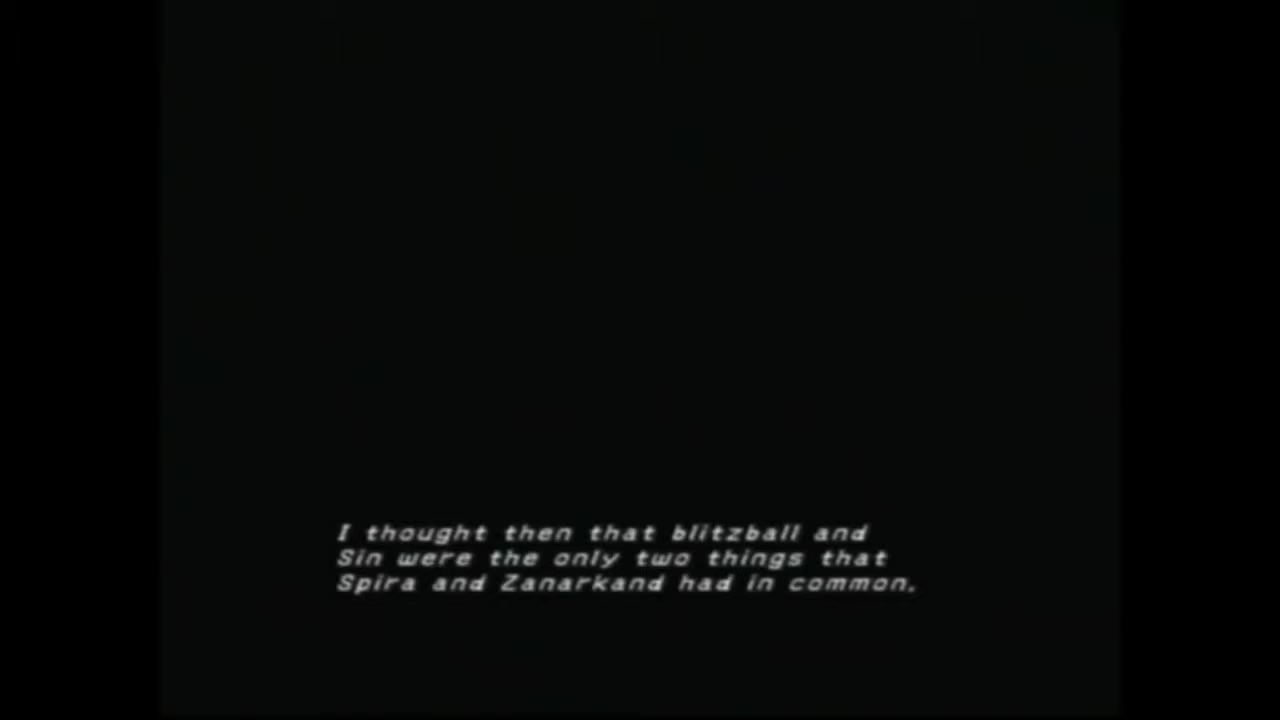 I thought then that blitzball and
Sin were the only two things that
Spira and Zanarkand had in common.